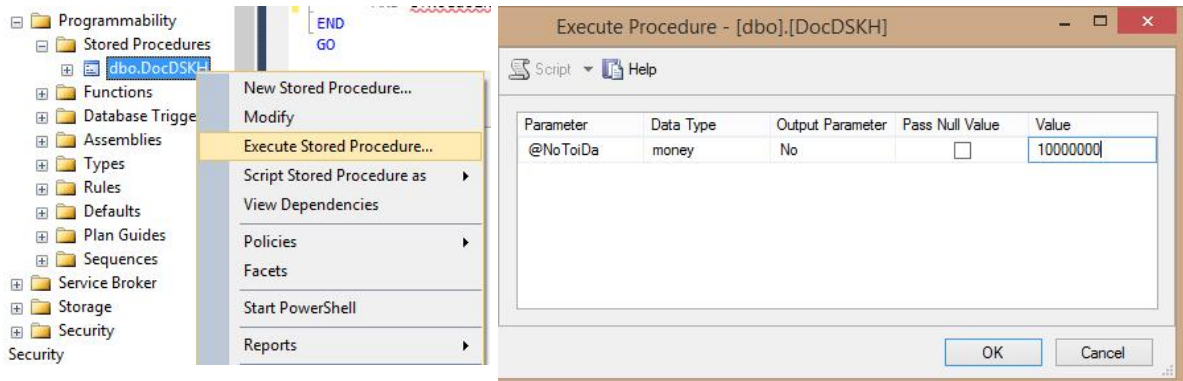 Programmability
Stored Procedures
dbo.DocDSKH
Functions
Database Trigge
Assemblies
Types
Rules
Defaults
Plan Guides
Sequences
Service Broker
Storage
Security
Security
END
GO
New Stored Procedure...
Modify
Execute Stored Procedure...
Script Stored Procedure as
View Dependencies
Policies
Facets
Start PowerShell
Reports
Execute Procedure - [dbo].[DocDSKH]
Script Help
Parameter Data Type Output Parameter Pass Null Value Value
@NoToiDa money No 10000000
OK Cancel